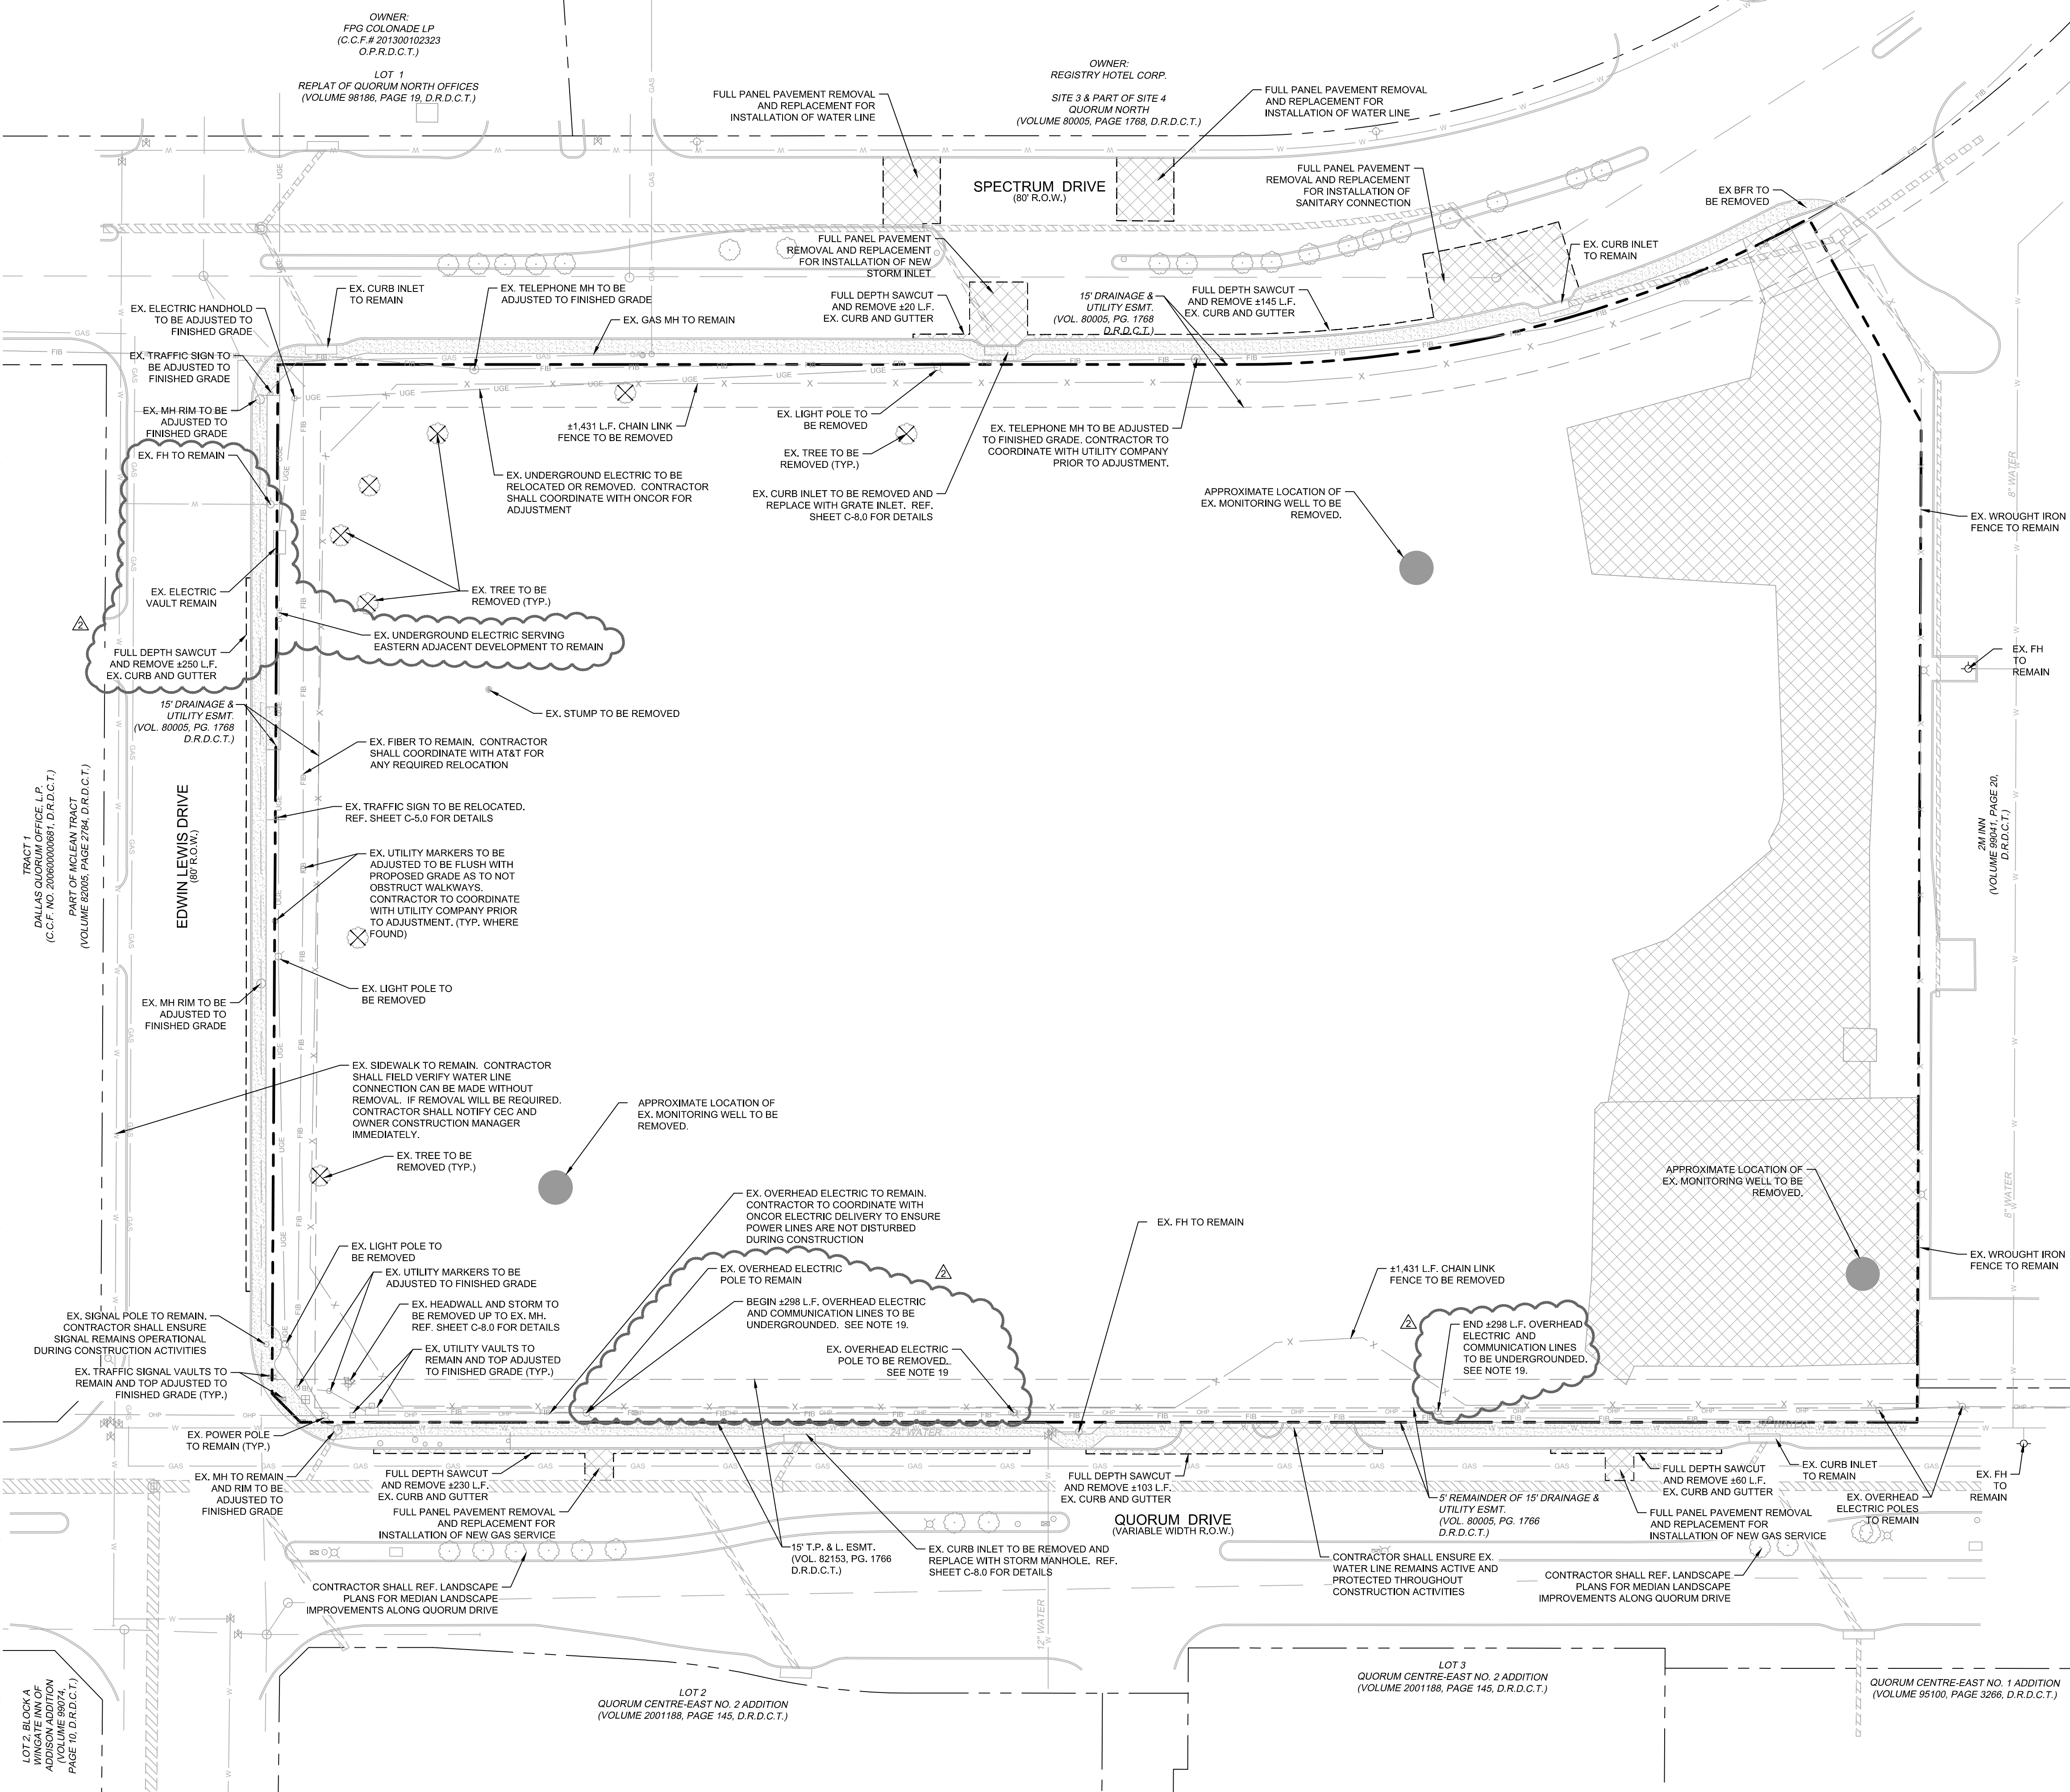 OWNER:
FPG COLONADE LP
(C.C.F.# 201300102323
O.P.R.D.C.T.)
LOT 1
REPLAT OF QUORUM NORTH OFFICES
(VOLUME 98186, PAGE 19, D.R.D.C.T.)
OWNER:
REGISTRY HOTEL CORP.
SITE 3 & PART OF SITE 4
QUORUM NORTH
(VOLUME 80005, PAGE 1768, D.R.D.C.T.)
FULL PANEL PAVEMENT REMOVAL
AND REPLACEMENT FOR
INSTALLATION OF WATER LINE
FULL PANEL PAVEMENT REMOVAL
AND REPLACEMENT FOR
INSTALLATION OF WATER LINE
SPECTRUM DRIVE
(80' R.O.W.)
FULL PANEL PAVEMENT
REMOVAL AND REPLACEMENT
FOR INSTALLATION OF
SANITARY CONNECTION
EX BFR TO
BE REMOVED
FULL PANEL PAVEMENT
REMOVAL AND REPLACEMENT
FOR INSTALLATION OF NEW
STORM INLET
EX. CURB INLET
TO REMAIN
EX. CURB INLET
TO REMAIN
EX. TELEPHONE MH TO BE
ADJUSTED TO FINISHED GRADE
EX. GAS MH TO REMAIN
FULL DEPTH SAWCUT
AND REMOVE ±20 L.F.
EX. CURB AND GUTTER
15' DRAINAGE &
UTILITY ESMT.
(VOL. 80005, PG. 1768
D.R.D.C.T.)
FULL DEPTH SAWCUT
AND REMOVE ±145 L.F.
EX. CURB AND GUTTER
EX. ELECTRIC HANDHOLD
TO BE ADJUSTED TO
FINISHED GRADE
EX. TRAFFIC SIGN TO
BE ADJUSTED TO
FINISHED GRADE
EX. MH RIM TO BE
ADJUSTED TO
FINISHED GRADE
EX. FH TO REMAIN
±1,431 L.F. CHAIN LINK
FENCE TO BE REMOVED
EX. LIGHT POLE TO
BE REMOVED
EX. TREE TO BE
REMOVED (TYP.)
EX. TELEPHONE MH TO BE ADJUSTED
TO FINISHED GRADE. CONTRACTOR TO
COORDINATE WITH UTILITY COMPANY
PRIOR TO ADJUSTMENT.
EX. UNDERGROUND ELECTRIC TO BE
RELOCATED OR REMOVED. CONTRACTOR
SHALL COORDINATE WITH ONCOR FOR
ADJUSTMENT
EX. CURB INLET TO BE REMOVED AND
REPLACE WITH GRATE INLET. REF.
SHEET C-8.0 FOR DETAILS
APPROXIMATE LOCATION OF
EX. MONITORING WELL TO BE
REMOVED.
8" WATER
EX. WROUGHT IRON
FENCE TO REMAIN
EX. ELECTRIC
VAULT REMAIN
EX. TREE TO BE
REMOVED (TYP.)
2
EX. UNDERGROUND ELECTRIC SERVING
EASTERN ADJACENT DEVELOPMENT TO REMAIN
FULL DEPTH SAWCUT
AND REMOVE ±250 L.F.
EX. CURB AND GUTTER
EX. FH
TO
REMAIN
15' DRAINAGE &
UTILITY ESMT.
(VOL. 80005, PG. 1768
D.R.D.C.T.)
EX. STUMP TO BE REMOVED
EX. FIBER TO REMAIN. CONTRACTOR
SHALL COORDINATE WITH AT&T FOR
ANY REQUIRED RELOCATION
TRACT 1
DALLAS QUORUM OFFICE, L.P.
(C.C.F. NO. 200600000681, D.R.D.C.T.)
PART OF MCLEAN TRACT
(VOLUME 82005, PAGE 2784, D.R.D.C.T.)
EDWIN LEWIS DRIVE
(80' R.O.W.)
EX. TRAFFIC SIGN TO BE RELOCATED.
REF. SHEET C-5.0 FOR DETAILS
EX. UTILITY MARKERS TO BE
ADJUSTED TO BE FLUSH WITH
PROPOSED GRADE AS TO NOT
OBSTRUCT WALKWAYS.
CONTRACTOR TO COORDINATE
WITH UTILITY COMPANY PRIOR
TO ADJUSTMENT. (TYP. WHERE
FOUND)
2M INN
(VOLUME 99041, PAGE 20,
D.R.D.C.T.)
EX. LIGHT POLE TO
BE REMOVED
EX. MH RIM TO BE
ADJUSTED TO
FINISHED GRADE
EX. SIDEWALK TO REMAIN. CONTRACTOR
SHALL FIELD VERIFY WATER LINE
CONNECTION CAN BE MADE WITHOUT
REMOVAL. IF REMOVAL WILL BE REQUIRED.
CONTRACTOR SHALL NOTIFY CEC AND
OWNER CONSTRUCTION MANAGER
IMMEDIATELY.
APPROXIMATE LOCATION OF
EX. MONITORING WELL TO BE
REMOVED.
EX. TREE TO BE
REMOVED (TYP.)
APPROXIMATE LOCATION OF
EX. MONITORING WELL TO BE
REMOVED.
8" WATER
EX. OVERHEAD ELECTRIC TO REMAIN.
CONTRACTOR TO COORDINATE WITH
ONCOR ELECTRIC DELIVERY TO ENSURE
POWER LINES ARE NOT DISTURBED
DURING CONSTRUCTION
EX. FH TO REMAIN
EX. LIGHT POLE TO
BE REMOVED
EX. UTILITY MARKERS TO BE
ADJUSTED TO FINISHED GRADE
EX. OVERHEAD ELECTRIC
POLE TO REMAIN
2
±1,431 L.F. CHAIN LINK
FENCE TO BE REMOVED
EX. WROUGHT IRON
FENCE TO REMAIN
EX. SIGNAL POLE TO REMAIN.
CONTRACTOR SHALL ENSURE
SIGNAL REMAINS OPERATIONAL
DURING CONSTRUCTION ACTIVITIES
EX. HEADWALL AND STORM TO
BE REMOVED UP TO EX. MH.
REF. SHEET C-8.0 FOR DETAILS
BEGIN ±298 L.F. OVERHEAD ELECTRIC
AND COMMUNICATION LINES TO BE
UNDERGROUNDED. SEE NOTE 19.
2
END ±298 L.F. OVERHEAD
ELECTRIC AND
COMMUNICATION LINES
TO BE UNDERGROUNDED.
SEE NOTE 19.
EX. UTILITY VAULTS TO
REMAIN AND TOP ADJUSTED
TO FINISHED GRADE (TYP.)
EX. OVERHEAD ELECTRIC
POLE TO BE REMOVED.
SEE NOTE 19
EX. TRAFFIC SIGNAL VAULTS TO
REMAIN AND TOP ADJUSTED TO
FINISHED GRADE (TYP.)
EX. POWER POLE
TO REMAIN (TYP.)
24" WATER
EX. MH TO REMAIN
AND RIM TO BE
ADJUSTED TO
FINISHED GRADE
FULL DEPTH SAWCUT
AND REMOVE ±230 L.F.
EX. CURB AND GUTTER
FULL DEPTH SAWCUT
AND REMOVE ±103 L.F.
EX. CURB AND GUTTER
FULL DEPTH SAWCUT
AND REMOVE ±60 L.F.
EX. CURB AND GUTTER
EX. CURB INLET
TO REMAIN
EX. FH
TO
REMAIN
FULL PANEL PAVEMENT REMOVAL
AND REPLACEMENT FOR
INSTALLATION OF NEW GAS SERVICE
QUORUM DRIVE
(VARIABLE WIDTH R.O.W.)
5' REMAINDER OF 15' DRAINAGE &
UTILITY ESMT.
(VOL. 80005, PG. 1766
D.R.D.C.T.)
EX. OVERHEAD
ELECTRIC POLES
TO REMAIN
FULL PANEL PAVEMENT REMOVAL
AND REPLACEMENT FOR
INSTALLATION OF NEW GAS SERVICE
15' T.P. & L. ESMT.
(VOL. 82153, PG. 1766
D.R.D.C.T.)
EX. CURB INLET TO BE REMOVED AND
REPLACE WITH STORM MANHOLE. REF.
SHEET C-8.0 FOR DETAILS
CONTRACTOR SHALL ENSURE EX.
WATER LINE REMAINS ACTIVE AND
PROTECTED THROUGHOUT
CONSTRUCTION ACTIVITIES
CONTRACTOR SHALL REF. LANDSCAPE
PLANS FOR MEDIAN LANDSCAPE
IMPROVEMENTS ALONG QUORUM DRIVE
CONTRACTOR SHALL REF. LANDSCAPE
PLANS FOR MEDIAN LANDSCAPE
IMPROVEMENTS ALONG QUORUM DRIVE
12" WATER
LOT 2, BLOCK A
WINGATE INN OF
ADDISON ADDITION
(VOLUME 99074,
PAGE 10, D.R.D.C.T.)
LOT 2
QUORUM CENTRE-EAST NO. 2 ADDITION
(VOLUME 2001188, PAGE 145, D.R.D.C.T.)
LOT 3
QUORUM CENTRE-EAST NO. 2 ADDITION
(VOLUME 2001188, PAGE 145, D.R.D.C.T.)
QUORUM CENTRE-EAST NO. 1 ADDITION
(VOLUME 95100, PAGE 3266, D.R.D.C.T.)